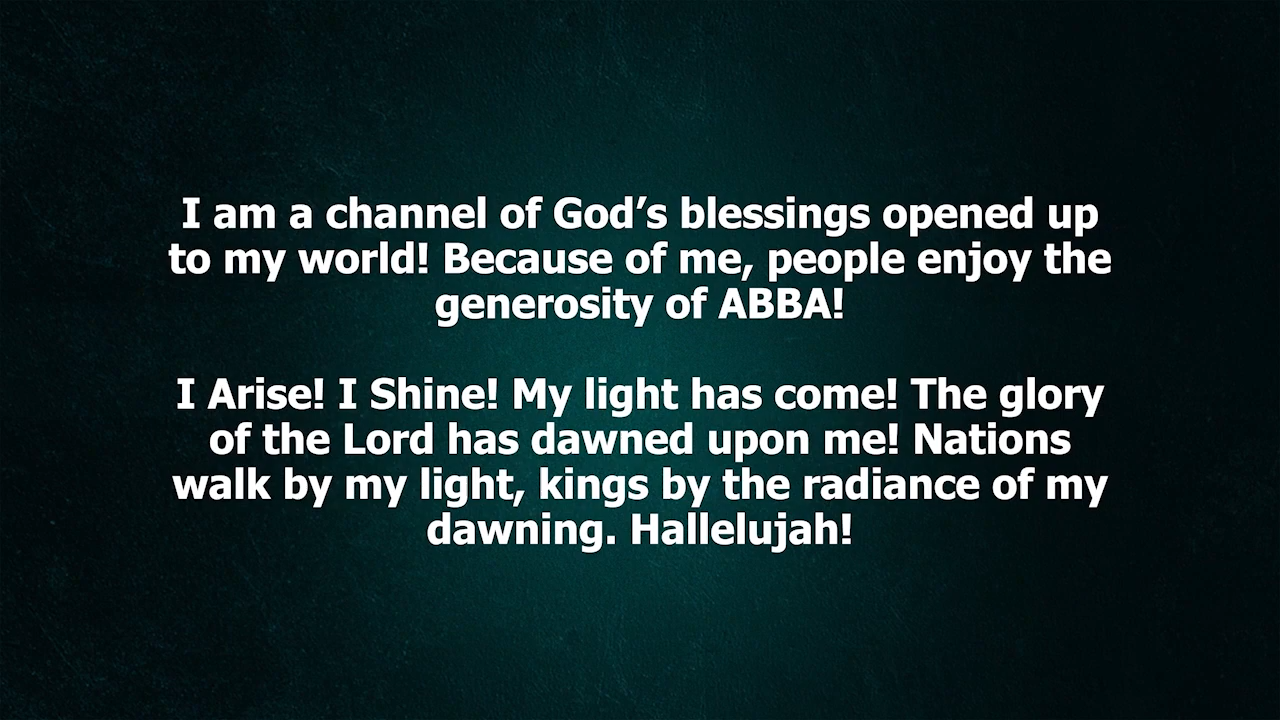 I am a channel of God’s blessings opened up
to my world! Because of me, people enjoy the
generosity of ABBA!
I Arise! I Shine! My light has come! The glory
of the Lord has dawned upon me! Nations
walk by my light, kings by the radiance of my
dawning. Hallelujah!